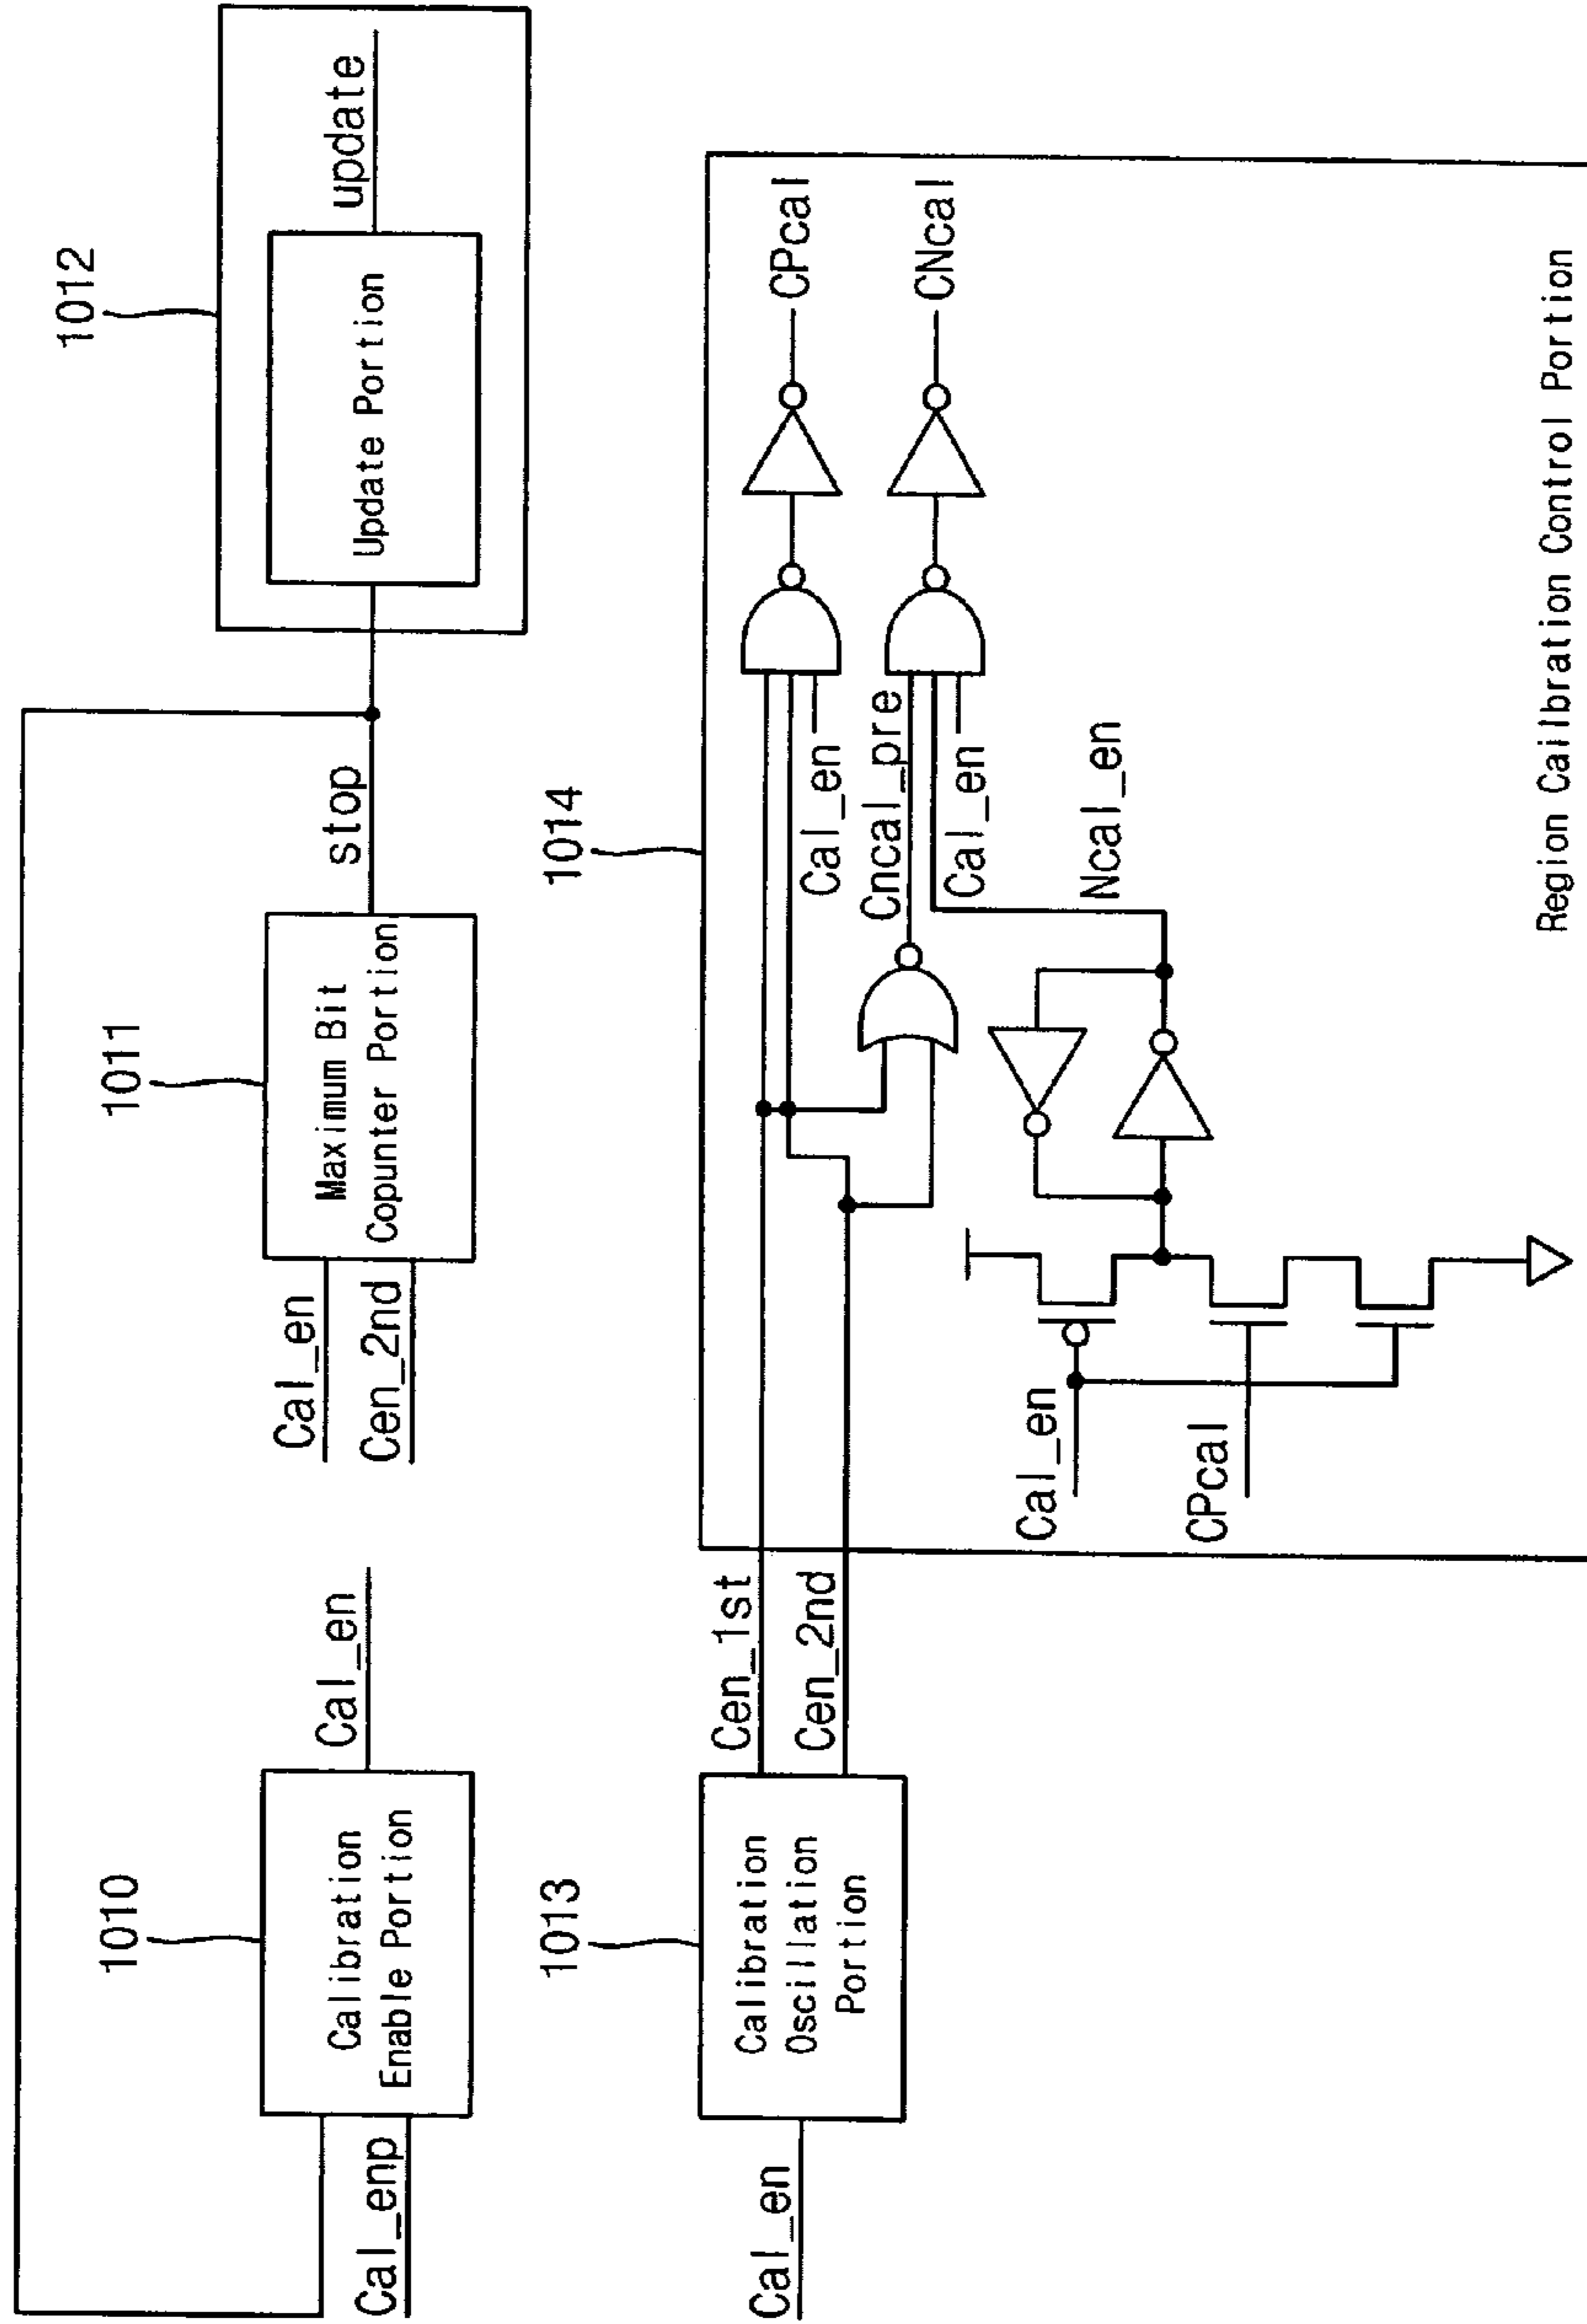 1010
Calibration
Enable Portion
Cal_enp
Cal_en
1011
Maximum Bit
Copunter Portion
Cal_en
Cen_2nd
stop
1012
Update Portion
update
1013
Calibration
Oscillation
Portion
Cal_en
Cen_1st
Cen_2nd
1014
Cal_en
CPcal
Cal_en
Cncal_pre
Cal_en
Ncal_en
CPcal
CNcal
Region Cailbration Control Portion